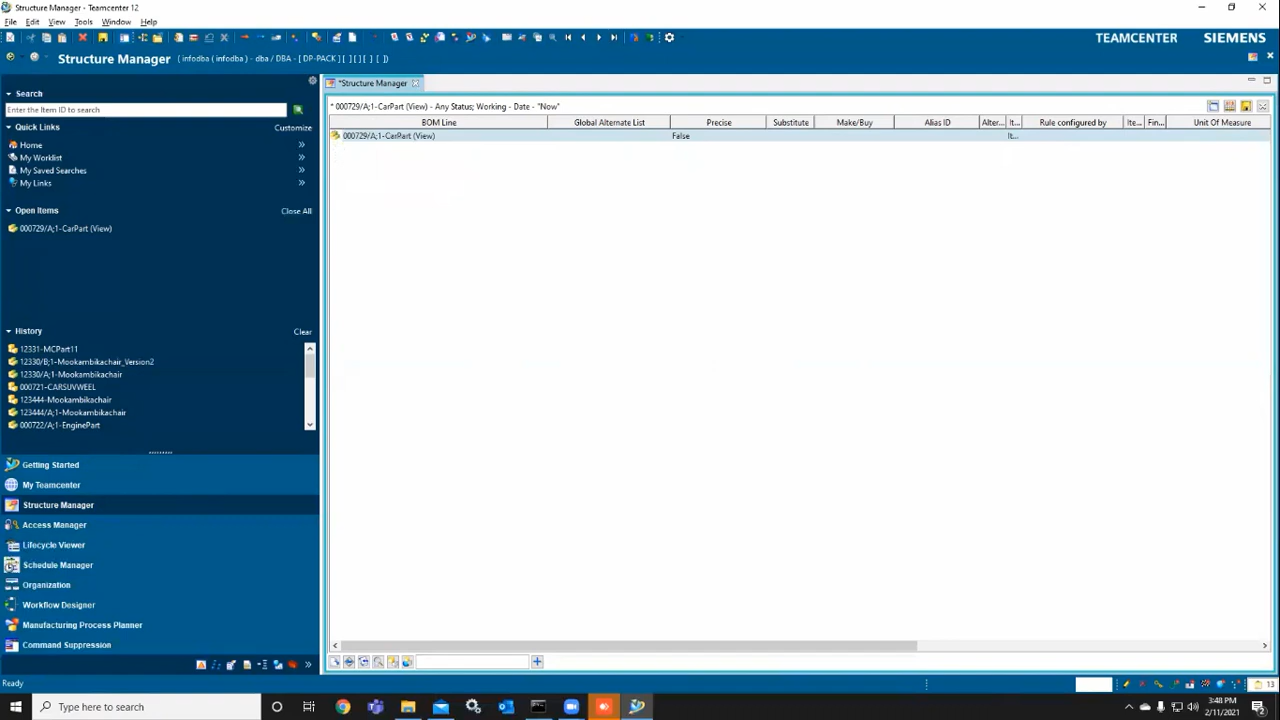 Structure Manager - Teamcenter 12
File Edit View Tools Window Help
TEAMCENTER SIEMENS
Structure Manager ( infodba ( infodba ) - dba / DBA - [ DP-PACK ] [ ] [ ] [ ] [ ] )
Search
Enter the Item ID to search
Quick Links Customize
Home
My Worklist
My Saved Searches
My Links
Open Items Close All
000729/A;1-CarPart (View)
History Clear
12331-MCPart11
12330/B;1-Mookambikachair_Version2
12330/A;1-Mookambikachair
000721-CARSUVWEEL
123444-Mookambikachair
123444/A;1-Mookambikachair
000722/A;1-EnginePart
Getting Started
My Teamcenter
Structure Manager
Access Manager
Lifecycle Viewer
Schedule Manager
Organization
Workflow Designer
Manufacturing Process Planner
Command Suppression
*Structure Manager
* 000729/A;1-CarPart (View) - Any Status; Working - Date - "Now"
BOM Line Global Alternate List Precise Substitute Make/Buy Alias ID Alter... It... Rule configured by Ite... Fin... Unit Of Measure
000729/A;1-CarPart (View) False It...
Ready
13
Type here to search
3:48 PM
2/11/2021